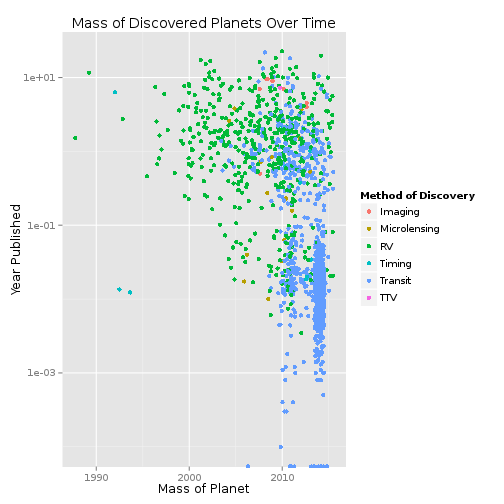 Mass of Discovered Planets Over Time
1e+01
1e-01
1e-03
Year Published
1990
2000
2010
Mass of Planet
Method of Discovery
Imaging
Microlensing
RV
Timing
Transit
TTV